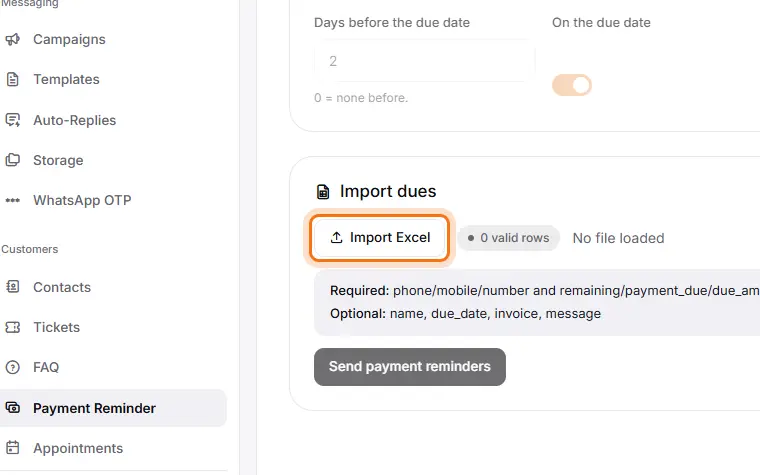 Messaging
Campaigns
Templates
Auto-Replies
Storage
WhatsApp OTP
Customers
Contacts
Tickets
FAQ
Payment Reminder
Appointments
Days before the due date
2
0 = none before.
On the due date
Import dues
Import Excel
0 valid rows
No file loaded
Required: phone/mobile/number and remaining/payment_due/due_am
Optional: name, due_date, invoice, message
Send payment reminders